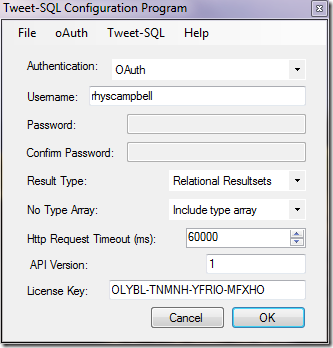 Tweet-SQL Configuration Program
File oAuth Tweet-SQL Help
Authentication: OAuth
Username: rhyscampbell
Password:
Confirm Password:
Result Type: Relational Resultsets
No Type Array: Include type array
Http Request Timeout (ms): 60000
API Version: 1
License Key: OLYBL-TNMNH-YFRIO-MFXHO
Cancel OK